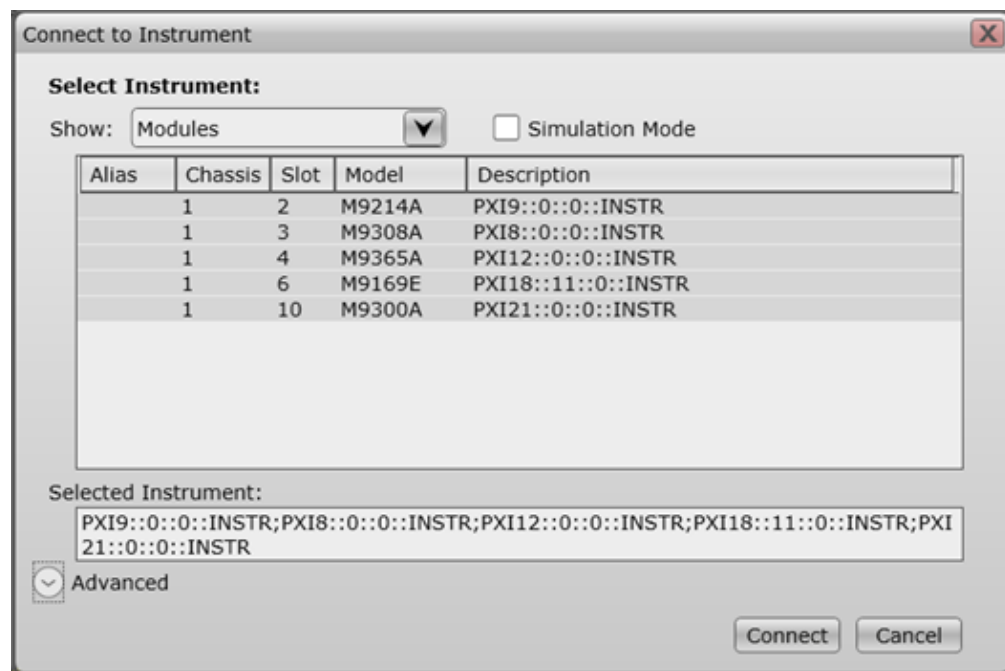 Connect to Instrument
X
Select Instrument:
Show: Modules Simulation Mode
Alias Chassis Slot Model Description
1 2 M9214A PXI9::0::0::INSTR
1 3 M9308A PXI8::0::0::INSTR
1 4 M9365A PXI12::0::0::INSTR
1 6 M9169E PXI18::11::0::INSTR
1 10 M9300A PXI21::0::0::INSTR
Selected Instrument:
PXI9::0::0::INSTR;PXI8::0::0::INSTR;PXI12::0::0::INSTR;PXI18::11::0::INSTR;PXI
21::0::0::INSTR
Advanced
Connect Cancel